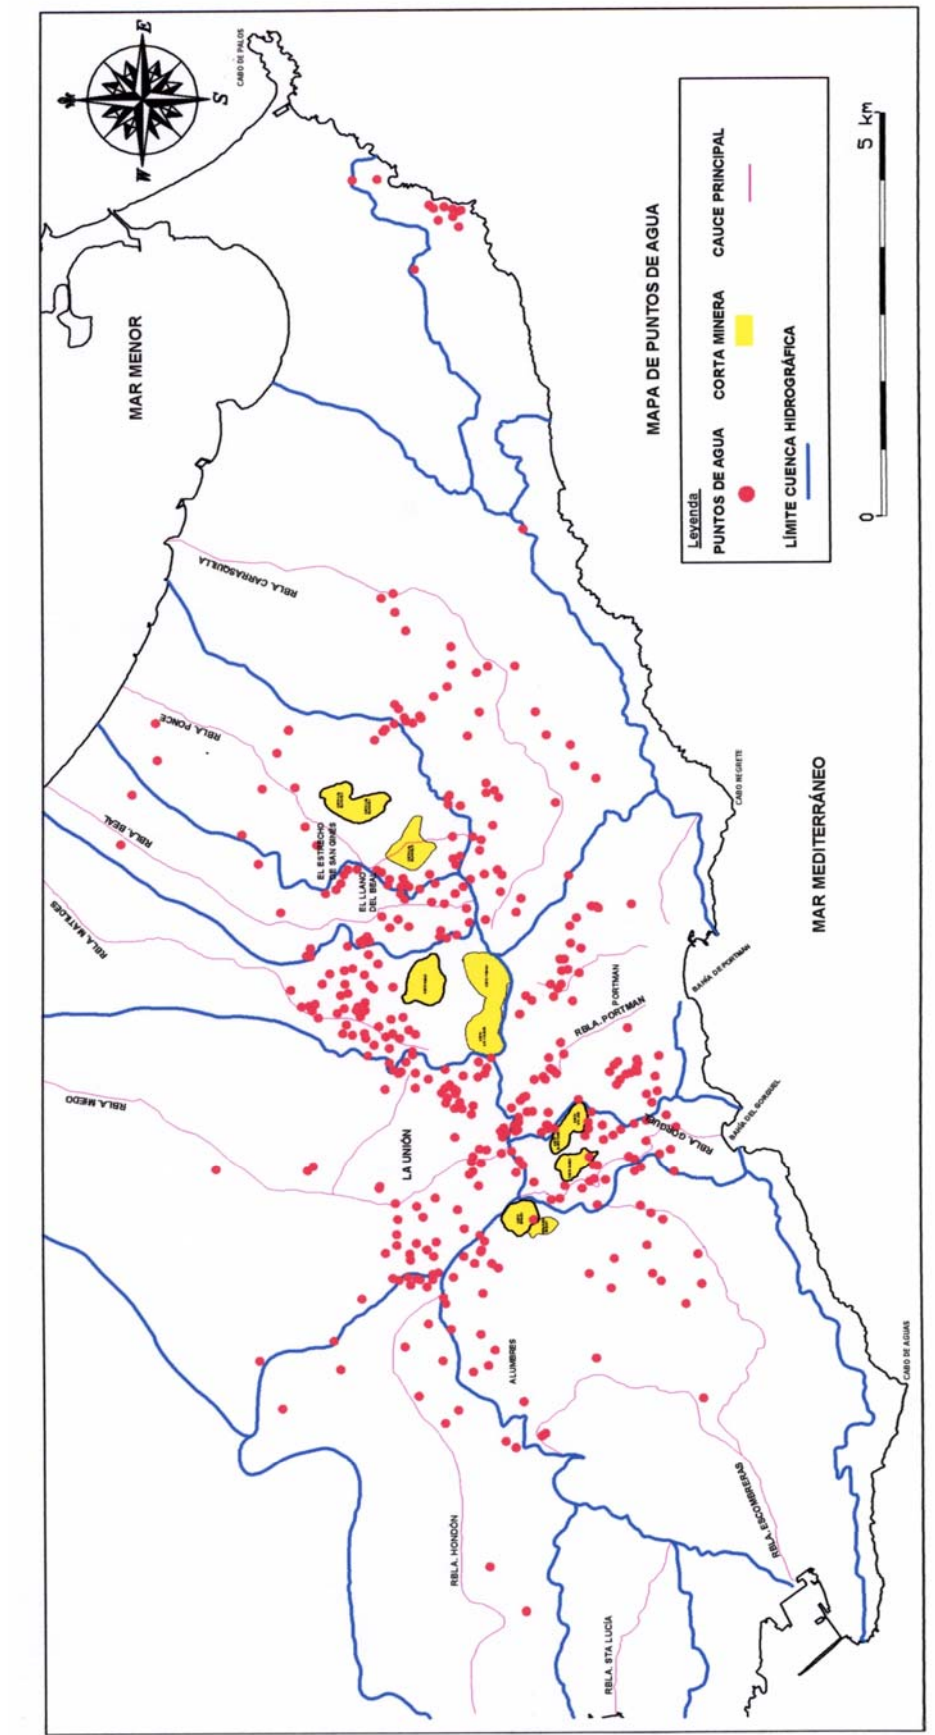 E
S
W
CABO DE PALOS
MAR MENOR
MAPA DE PUNTOS DE AGUA
Leyenda
PUNTOS DE AGUA
CORTA MINERA
CAUCE PRINCIPAL
LÍMITE CUENCA HIDROGRÁFICA
0
5 km
RBLA. CARRASQUILLA
RBLA. PONCE
RBLA. BEAL
RBLA. MATILDES
RBLA. MIEDO
EL ESTRECHO
DE SAN GINÉS
EL LLANO
DEL BEAL
CABO NEGRETE
MAR MEDITERRÁNEO
BAHÍA DE PORTMAN
PORTMAN
RBLA. PORTMAN
LA UNIÓN
RBLA. GORGUEL
BAHÍA DEL GORGUEL
ALUMBRES
CABO DE AGUAS
RBLA. HONDÓN
RBLA. ESCOMBRERAS
RBLA. STA LUCÍA